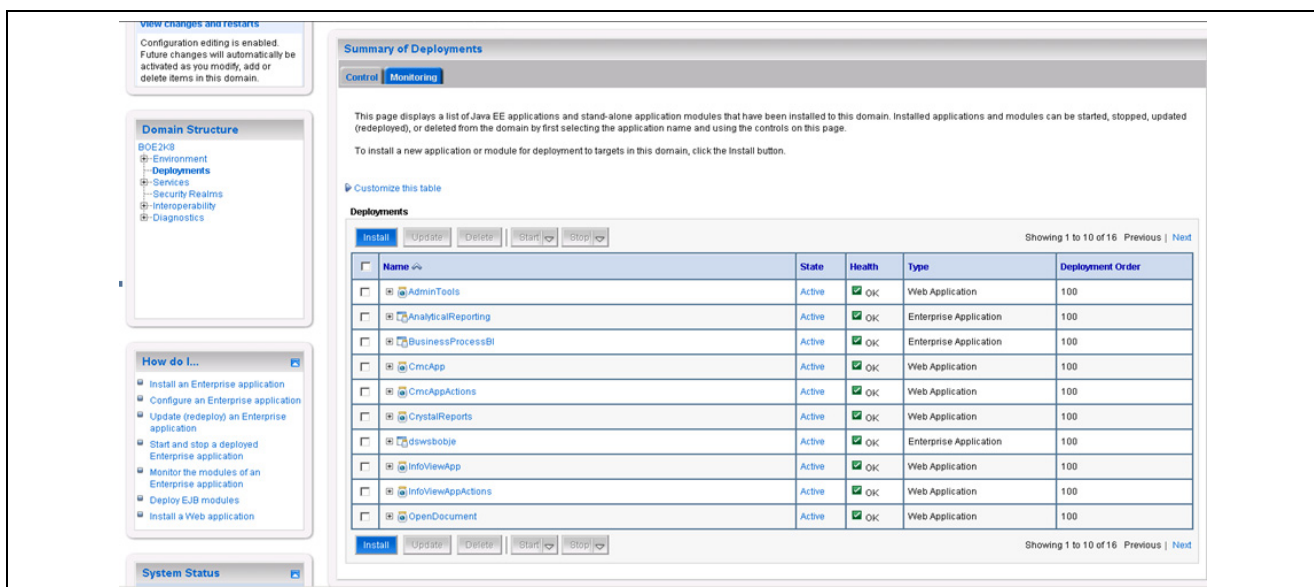 View changes and restarts
Configuration editing is enabled.
Future changes will automatically be
activated as you modify, add or
delete items in this domain.
Domain Structure
BOE2K8
Environment
Deployments
Services
Security Realms
Interoperability
Diagnostics
How do I...
Install an Enterprise application
Configure an Enterprise application
Update (redeploy) an Enterprise
application
Start and stop a deployed
Enterprise application
Monitor the modules of an
Enterprise application
Deploy EJB modules
Install a Web application
System Status
Summary of Deployments
Control Monitoring
This page displays a list of Java EE applications and stand-alone application modules that have been installed to this domain. Installed applications and modules can be started, stopped, updated
(redeployed), or deleted from the domain by first selecting the application name and using the controls on this page.
To install a new application or module for deployment to targets in this domain, click the Install button.
Customize this table
Deployments
Install Update Delete Start Stop Showing 1 to 10 of 16 Previous | Next
Name State Health Type Deployment Order
AdminTools Active OK Web Application 100
AnalyticalReporting Active OK Enterprise Application 100
BusinessProcessBI Active OK Enterprise Application 100
CmcApp Active OK Web Application 100
CmcAppActions Active OK Web Application 100
CrystalReports Active OK Web Application 100
dswsbobje Active OK Enterprise Application 100
InfoViewApp Active OK Web Application 100
InfoViewAppActions Active OK Web Application 100
OpenDocument Active OK Web Application 100
Install Update Delete Start Stop Showing 1 to 10 of 16 Previous | Next